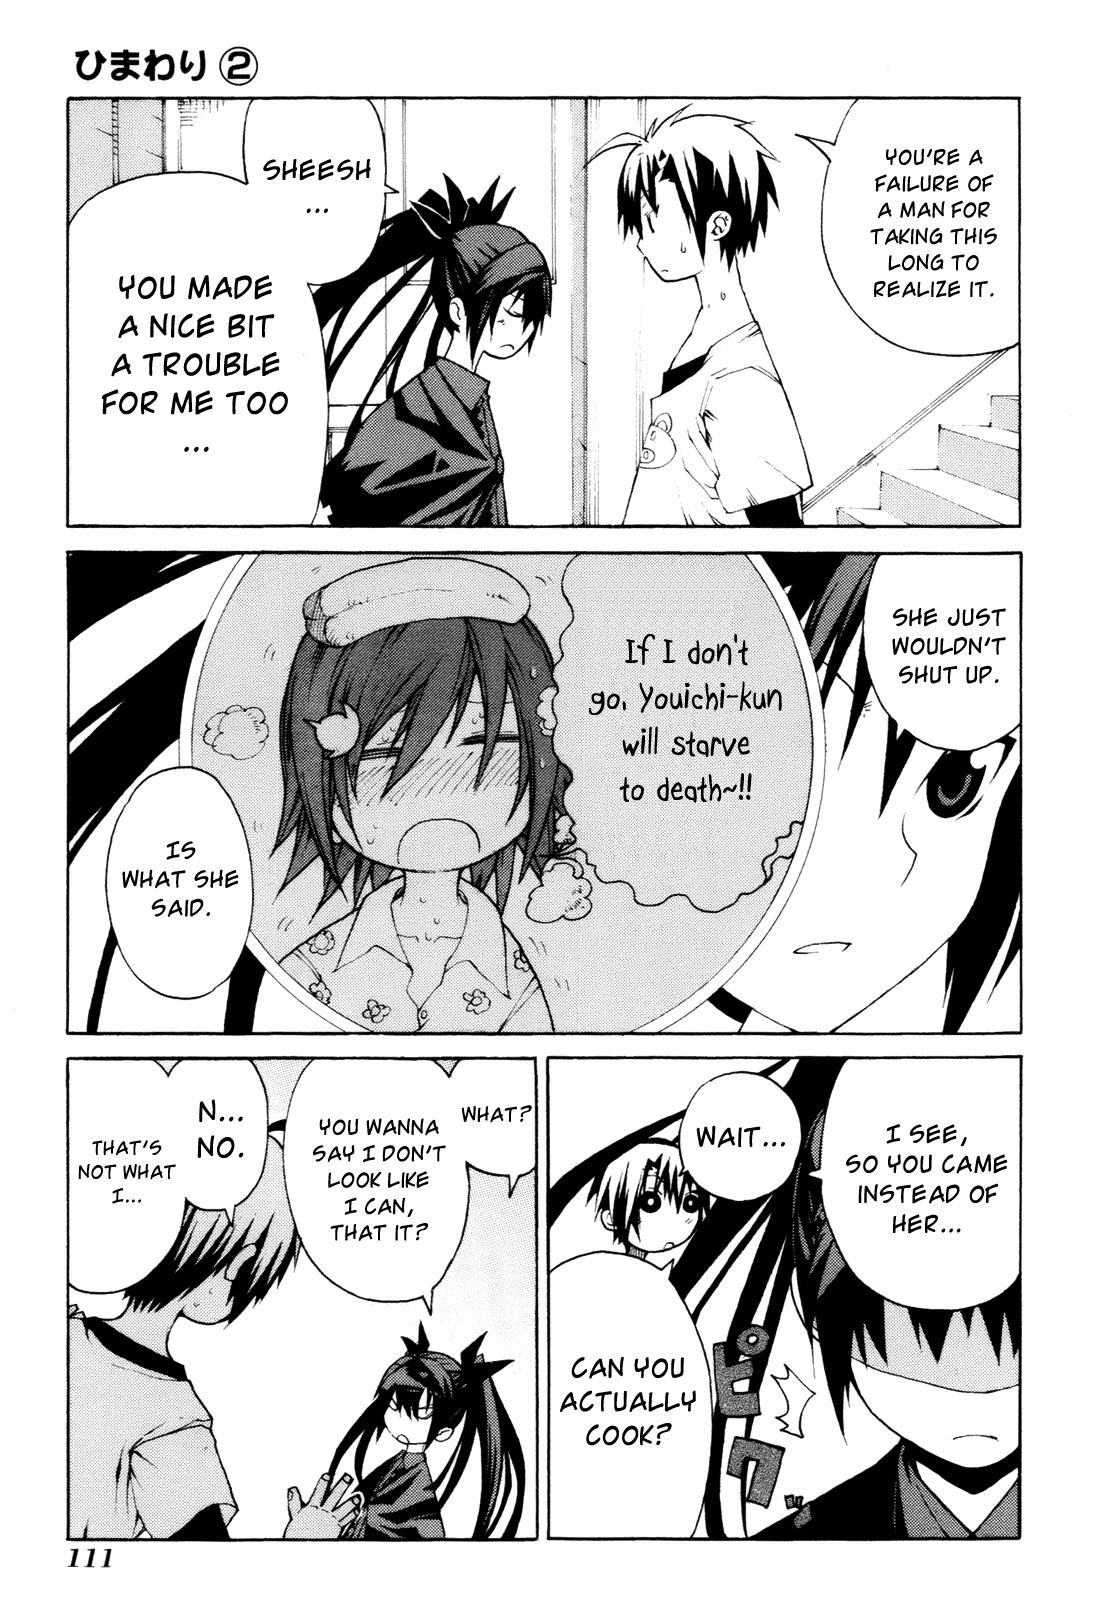 ひまわり ②
YOU'RE A
FAILURE OF
A MAN FOR
TAKING THIS
LONG TO
REALIZE IT.
SHEESH
...
YOU MADE
A NICE BIT
A TROUBLE
FOR ME TOO
...
SHE JUST
WOULDN'T
SHUT UP.
If I don't
go, Youichi-kun
will starve
to death~!!
IS
WHAT SHE
SAID.
I SEE,
SO YOU CAME
INSTEAD OF
HER...
WAIT...
CAN YOU
ACTUALLY
COOK?
ピクッ
WHAT?
YOU WANNA
SAY I DON'T
LOOK LIKE
I CAN,
THAT IT?
N...
NO.
THAT'S
NOT WHAT
I...
111